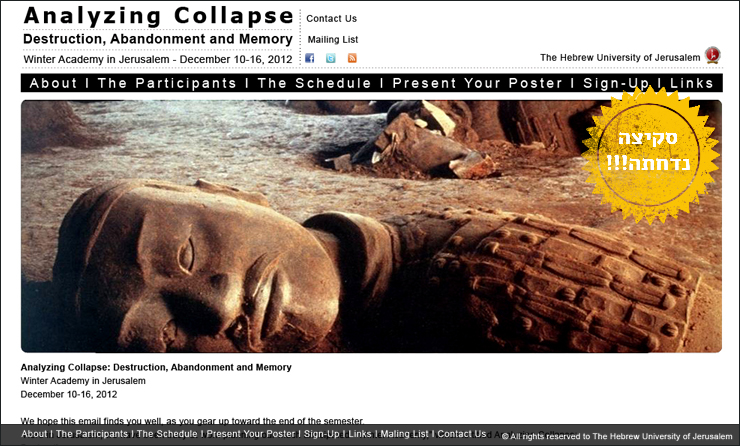 Analyzing Collapse
Destruction, Abandonment and Memory
Winter Academy in Jerusalem - December 10-16, 2012
Contact Us
Mailing List
The Hebrew University of Jerusalem
About I The Participants I The Schedule I Present Your Poster I Sign-Up I Links
סקיצה
נדחתה!!!
Analyzing Collapse: Destruction, Abandonment and Memory
Winter Academy in Jerusalem
December 10-16, 2012
We hope this email finds you well, as you gear up toward the end of the semester
About I The Participants I The Schedule I Present Your Poster I Sign-Up I Links I Maling List I Contact Us
© All rights reserved to The Hebrew University of Jerusalem